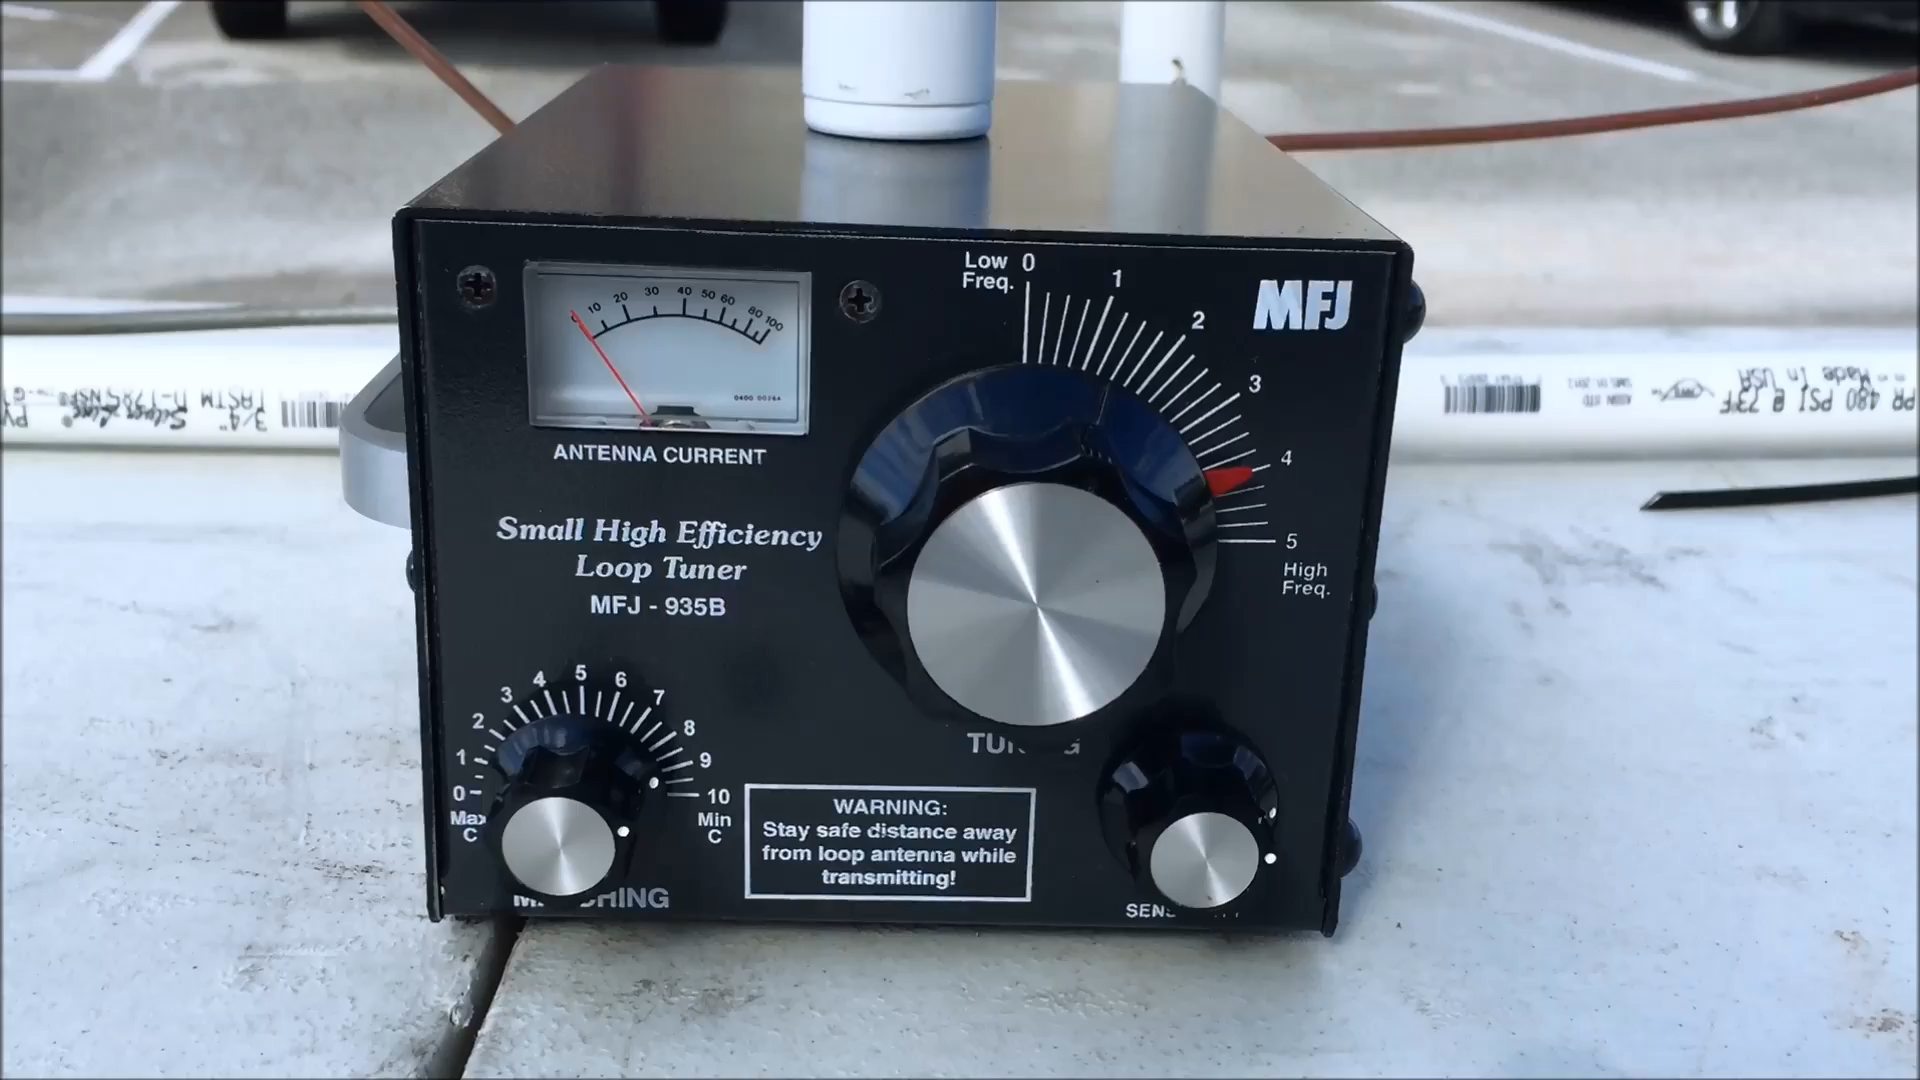 Low
Freq.
0
1
2
3
4
5
High
Freq.
MFJ
0 10 20 30 40 50 60 80 100
ANTENNA CURRENT
Small High Efficiency
Loop Tuner
MFJ - 935B
0 1 2 3 4 5 6 7 8 9 10
Max
C
Min
C
WARNING:
Stay safe distance away
from loop antenna while
transmitting!
3/4"
PR 480 PSI @ 73F
Made In USA